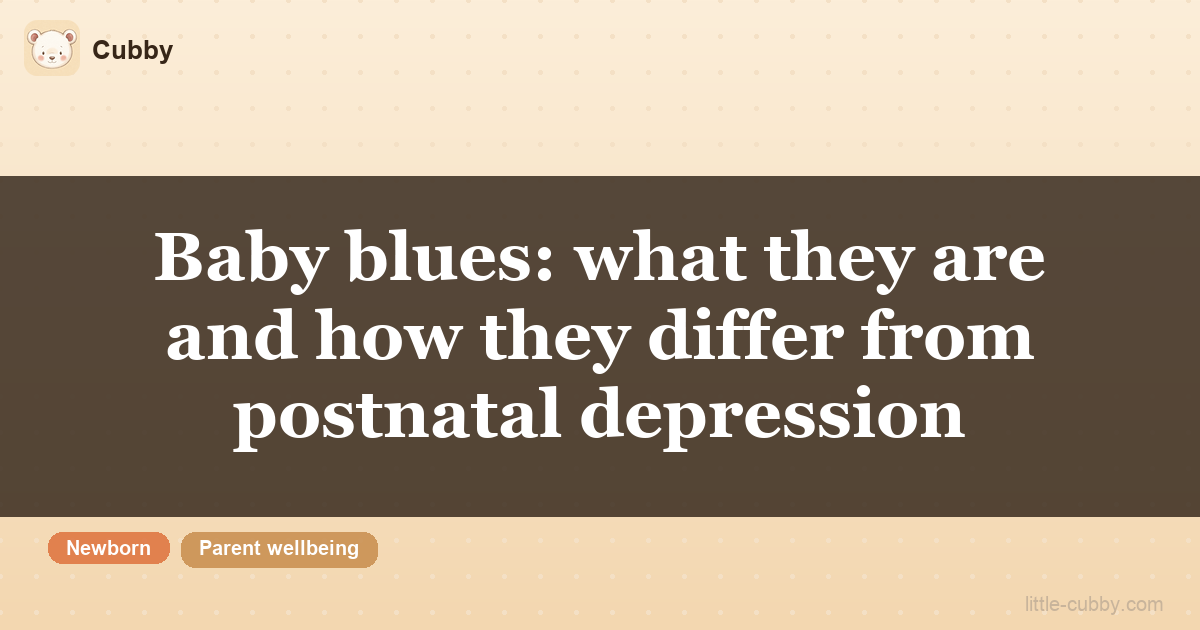 Cubby
Baby blues: what they are
and how they differ from
postnatal depression
Newborn
Parent wellbeing
little-cubby.com